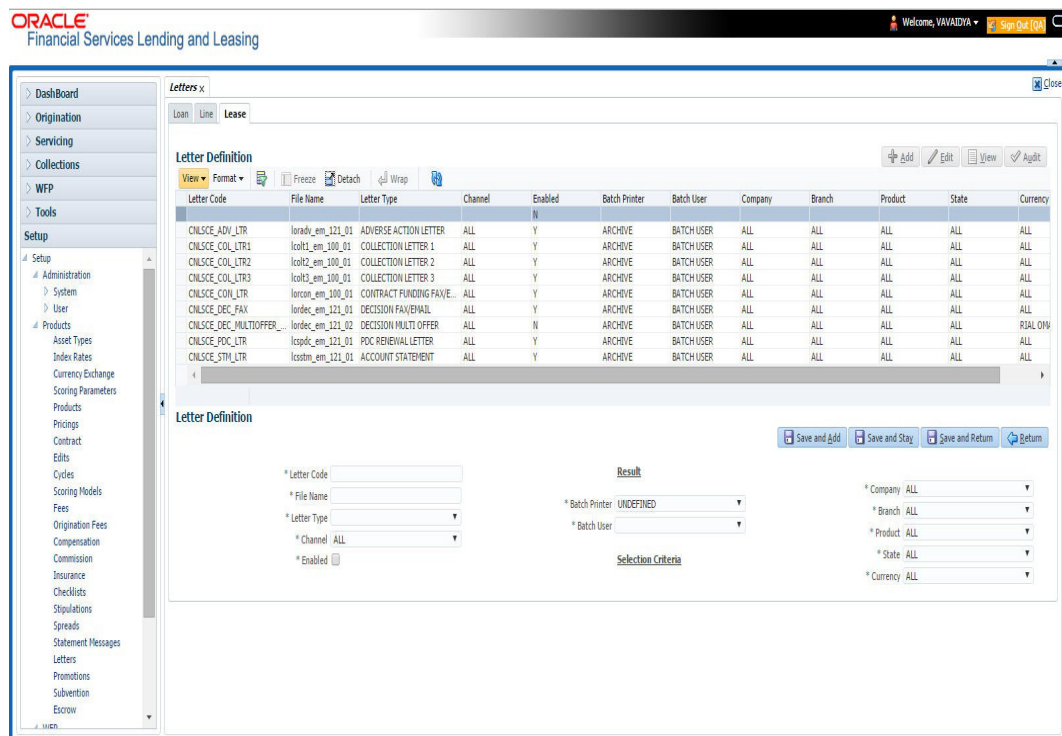 ORACLE'
Financial Services Lending and Leasing
Welcome, VAVAIDYA
Sign Out [QA]
Close
DashBoard
Origination
Servicing
Collections
WFP
Tools
Setup
Setup
Administration
System
User
Products
Asset Types
Index Rates
Currency Exchange
Scoring Parameters
Products
Pricings
Contract
Edits
Cycles
Scoring Models
Fees
Origination Fees
Compensation
Commission
Insurance
Checklists
Stipulations
Spreads
Statement Messages
Letters
Promotions
Subvention
Escrow
WFP
Letters x
Loan Line Lease
Letter Definition
Add Edit View Audit
View Format Freeze Detach Wrap
Letter Code File Name Letter Type Channel Enabled Batch Printer Batch User Company Branch Product State Currency
N
CNLSCE_ADV_LTR loradv_em_121_01 ADVERSE ACTION LETTER ALL Y ARCHIVE BATCH USER ALL ALL ALL ALL ALL
CNLSCE_COL_LTR1 lcolt1_em_100_01 COLLECTION LETTER 1 ALL Y ARCHIVE BATCH USER ALL ALL ALL ALL ALL
CNLSCE_COL_LTR2 lcolt2_em_100_01 COLLECTION LETTER 2 ALL Y ARCHIVE BATCH USER ALL ALL ALL ALL ALL
CNLSCE_COL_LTR3 lcolt3_em_100_01 COLLECTION LETTER 3 ALL Y ARCHIVE BATCH USER ALL ALL ALL ALL ALL
CNLSCE_CON_LTR lorcon_em_100_01 CONTRACT FUNDING FAX/E... ALL Y ARCHIVE BATCH USER ALL ALL ALL ALL ALL
CNLSCE_DEC_FAX lordec_em_121_01 DECISION FAX/EMAIL ALL Y ARCHIVE BATCH USER ALL ALL ALL ALL ALL
CNLSCE_DEC_MULTIOFFER_... lordec_em_121_02 DECISION MULTI OFFER ALL N ARCHIVE BATCH USER ALL ALL ALL ALL RIAL OMA
CNLSCE_PDC_LTR lcspdc_em_121_01 PDC RENEWAL LETTER ALL Y ARCHIVE BATCH USER ALL ALL ALL ALL ALL
CNLSCE_STM_LTR lcsstm_em_121_01 ACCOUNT STATEMENT ALL Y ARCHIVE BATCH USER ALL ALL ALL ALL ALL
Letter Definition
Save and Add Save and Stay Save and Return Return
* Letter Code
* File Name
* Letter Type
* Channel ALL
* Enabled
Result
* Batch Printer UNDEFINED
* Batch User
Selection Criteria
* Company ALL
* Branch ALL
* Product ALL
* State ALL
* Currency ALL